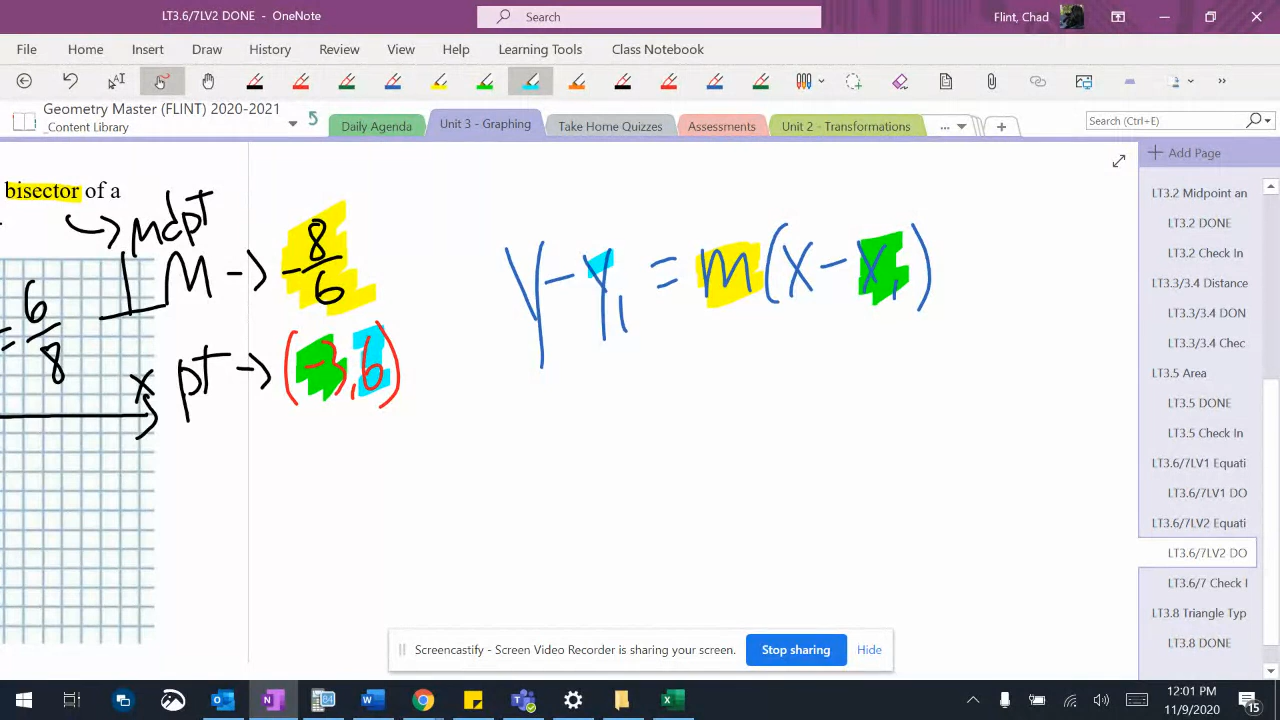 LT3.6/7LV2 DONE - OneNote
Search
Flint, Chad
File Home Insert Draw History Review View Help Learning Tools Class Notebook
Geometry Master (FLINT) 2020-2021
_Content Library
Daily Agenda
Unit 3 - Graphing
Take Home Quizzes
Assessments
Unit 2 - Transformations
...
Search (Ctrl+E)
Add Page
LT3.2 Midpoint an
LT3.2 DONE
LT3.2 Check In
LT3.3/3.4 Distance
LT3.3/3.4 DON
LT3.3/3.4 Chec
LT3.5 Area
LT3.5 DONE
LT3.5 Check In
LT3.6/7LV1 Equati
LT3.6/7LV1 DO
LT3.6/7LV2 Equati
LT3.6/7LV2 DO
LT3.6/7 Check I
LT3.8 Triangle Typ
LT3.8 DONE
bisector of a
mdpt
⊥ M -> -8/6
= 6/8
x
pt -> (-3,6)
y-y₁ = m(x-x₁)
Screencastify - Screen Video Recorder is sharing your screen.
Stop sharing
Hide
84
12:01 PM
11/9/2020
15